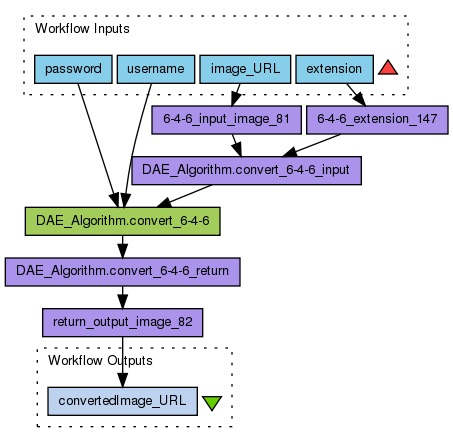 Workflow Inputs
password username image_URL extension
6-4-6_input_image_81 6-4-6_extension_147
DAE_Algorithm.convert_6-4-6_input
DAE_Algorithm.convert_6-4-6
DAE_Algorithm.convert_6-4-6_return
return_output_image_82
Workflow Outputs
convertedImage_URL